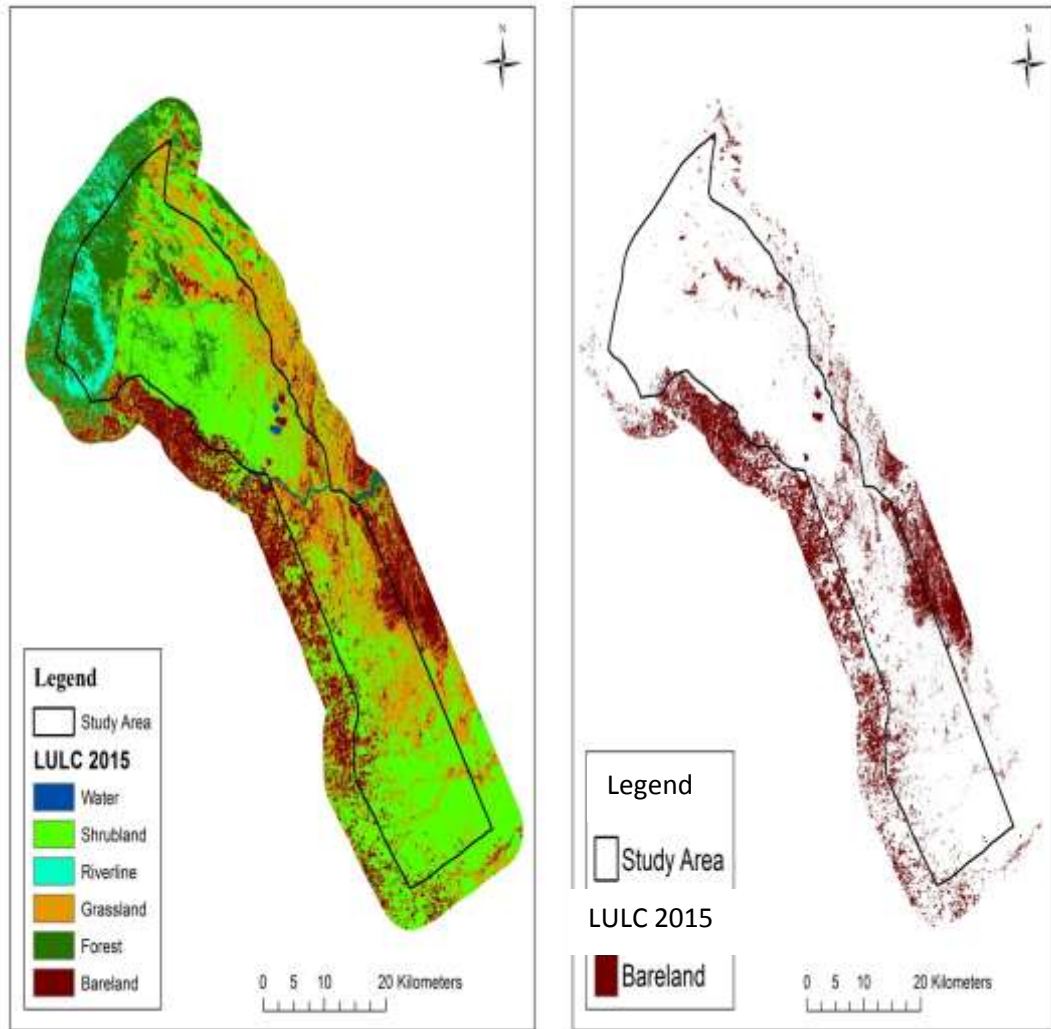 N
Legend
Study Area
LULC 2015
Water
Shrubland
Riverline
Grassland
Forest
Bareland
0 5 10 20 Kilometers
N
Legend
Study Area
LULC 2015
Bareland
0 5 10 20 Kilometers